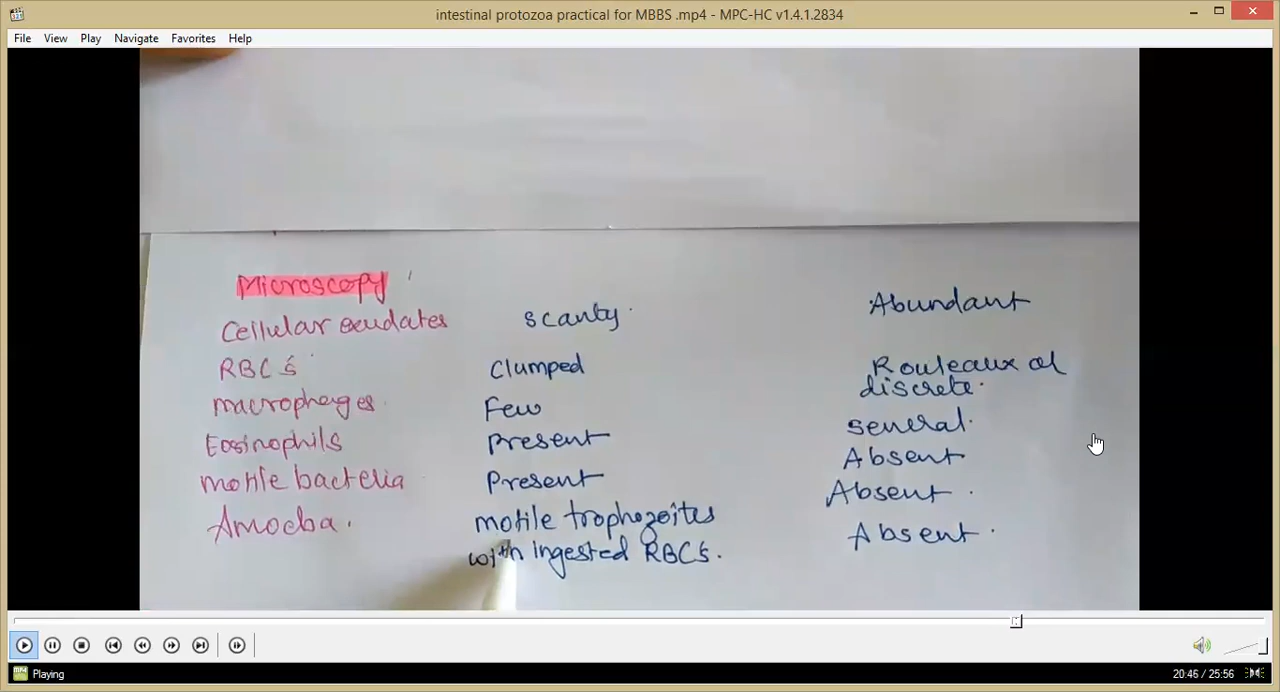 intestinal protozoa practical for MBBS .mp4 - MPC-HC v1.4.1.2834
File View Play Navigate Favorites Help
Microscopy
Cellular exudates scanty. Abundant
RBC's Clumped Rouleaux or
discrete.
macrophages Few several.
Eosinophils Present Absent
motile bacteria Present Absent.
Amoeba. motile trophozoites Absent.
with ingested RBC's.
Playing 20:46 / 25:56